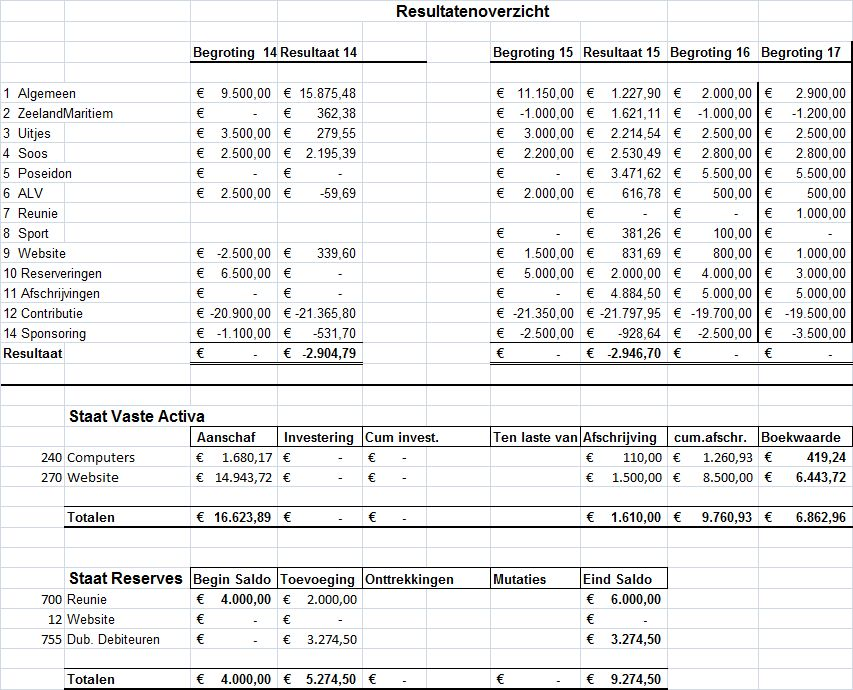 Resultatenoverzicht
Begroting 14 Resultaat 14 Begroting 15 Resultaat 15 Begroting 16 Begroting 17
1 Algemeen € 9.500,00 € 15.875,48 € 11.150,00 € 1.227,90 € 2.000,00 € 2.900,00
2 ZeelandMaritiem € - € 362,38 € -1.000,00 € 1.621,11 € -1.000,00 € -1.200,00
3 Uitjes € 3.500,00 € 279,55 € 3.000,00 € 2.214,54 € 2.500,00 € 2.500,00
4 Soos € 2.500,00 € 2.195,39 € 2.200,00 € 2.530,49 € 2.800,00 € 2.800,00
5 Poseidon € - € - € - € 3.471,62 € 5.500,00 € 5.500,00
6 ALV € 2.500,00 € -59,69 € 2.000,00 € 616,78 € 500,00 € 500,00
7 Reunie € - € - € 1.000,00
8 Sport € - € 381,26 € 100,00 € -
9 Website € -2.500,00 € 339,60 € 1.500,00 € 831,69 € 800,00 € 1.000,00
10 Reserveringen € 6.500,00 € - € 5.000,00 € 2.000,00 € 4.000,00 € 3.000,00
11 Afschrijvingen € - € - € - € 4.884,50 € 5.000,00 € 5.000,00
12 Contributie € -20.900,00 € -21.365,80 € -21.350,00 € -21.797,95 € -19.700,00 € -19.500,00
14 Sponsoring € -1.100,00 € -531,70 € -2.500,00 € -928,64 € -2.500,00 € -3.500,00
Resultaat € - € -2.904,79 € - € -2.946,70 € - € -
Staat Vaste Activa
Aanschaf Investering Cum invest. Ten laste van Afschrijving cum.afschr. Boekwaarde
240 Computers € 1.680,17 € - € - € 110,00 € 1.260,93 € 419,24
270 Website € 14.943,72 € - € - € 1.500,00 € 8.500,00 € 6.443,72
Totalen € 16.623,89 € - € - € 1.610,00 € 9.760,93 € 6.862,96
Staat Reserves Begin Saldo Toevoeging Onttrekkingen Mutaties Eind Saldo
700 Reunie € 4.000,00 € 2.000,00 € 6.000,00
12 Website € - € - € -
755 Dub. Debiteuren € - € 3.274,50 € 3.274,50
Totalen € 4.000,00 € 5.274,50 € - € - € 9.274,50